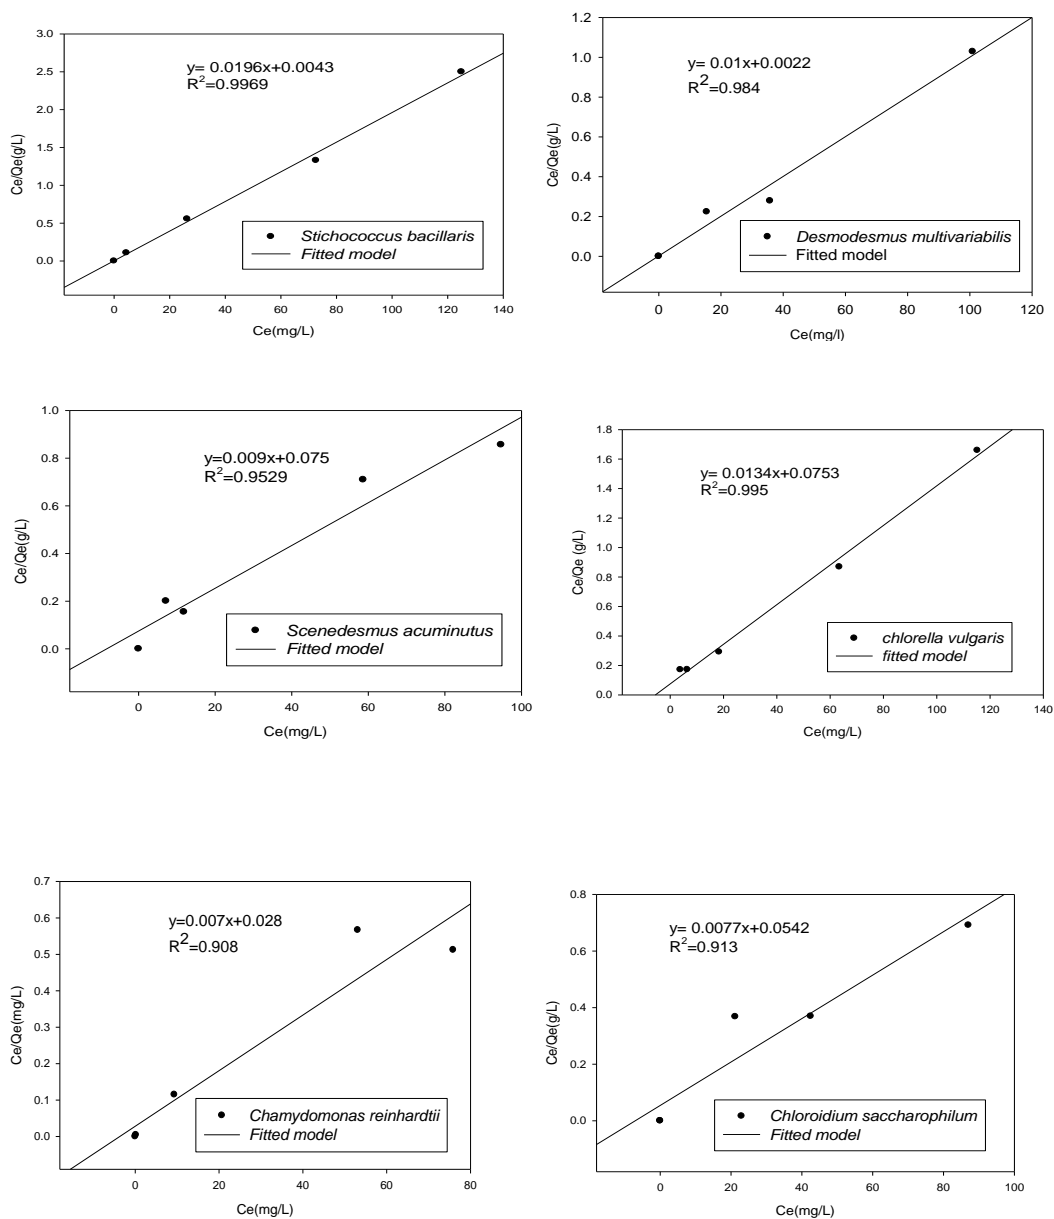 3.0
2.5
2.0
1.5
1.0
0.5
0.0
Ce/Qe(g/L)
y= 0.0196x+0.0043
R2=0.9969
Stichococcus bacillaris
Fitted model
0 20 40 60 80 100 120 140
Ce(mg/L)
1.2
1.0
0.8
0.6
0.4
0.2
0.0
Ce/Qe(g/L)
y= 0.01x+0.0022
R2=0.984
Desmodesmus multivariabilis
Fitted model
0 20 40 60 80 100 120
Ce(mg/l)
1.0
0.8
0.6
0.4
0.2
0.0
Ce/Qe(g/L)
y=0.009x+0.075
R2=0.9529
Scenedesmus acuminutus
Fitted model
0 20 40 60 80 100
Ce(mg/L)
1.8
1.6
1.4
1.2
1.0
0.8
0.6
0.4
0.2
0.0
Ce/Qe (g/L)
y= 0.0134x+0.0753
R2=0.995
chlorella vulgaris
fitted model
0 20 40 60 80 100 120 140
Ce(mg/L)
0.7
0.6
0.5
0.4
0.3
0.2
0.1
0.0
Ce/Qe(mg/L)
y=0.007x+0.028
R2=0.908
Chamydomonas reinhardtii
Fitted model
0 20 40 60 80
Ce(mg/L)
0.8
0.6
0.4
0.2
0.0
Ce/Qe(g/L)
y= 0.0077x+0.0542
R2=0.913
Chloroidium saccharophilum
Fitted model
0 20 40 60 80 100
Ce(mg/L)